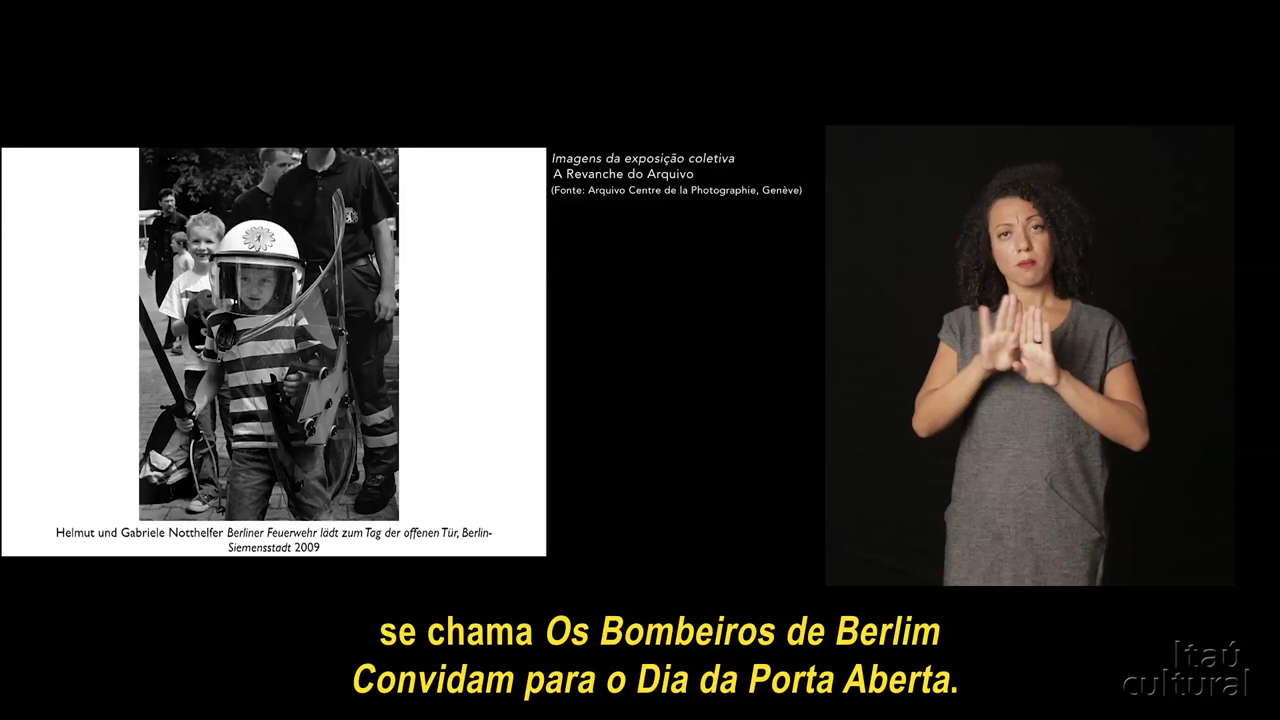 Imagens da exposição coletiva
A Revanche do Arquivo
(Fonte: Arquivo Centre de la Photographie, Genève)
Helmut und Gabriele Notthelfer Berliner Feuerwehr lädt zum Tag der offenen Tür, Berlin-
Siemensstadt 2009
se chama Os Bombeiros de Berlim
Convidam para o Dia da Porta Aberta.
Itaú
cultural